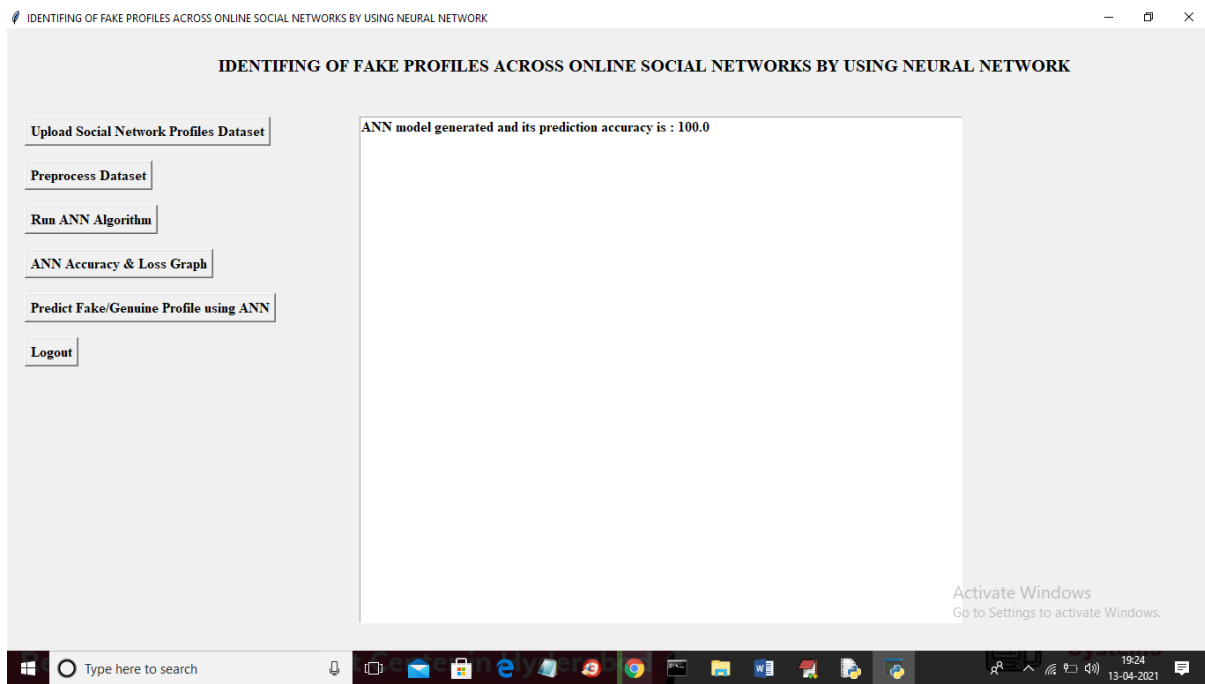 IDENTIFING OF FAKE PROFILES ACROSS ONLINE SOCIAL NETWORKS BY USING NEURAL NETWORK
IDENTIFING OF FAKE PROFILES ACROSS ONLINE SOCIAL NETWORKS BY USING NEURAL NETWORK
Upload Social Network Profiles Dataset
Preprocess Dataset
Run ANN Algorithm
ANN Accuracy & Loss Graph
Predict Fake/Genuine Profile using ANN
Logout
ANN model generated and its prediction accuracy is : 100.0
Activate Windows
Go to Settings to activate Windows.
Type here to search
19:24
13-04-2021